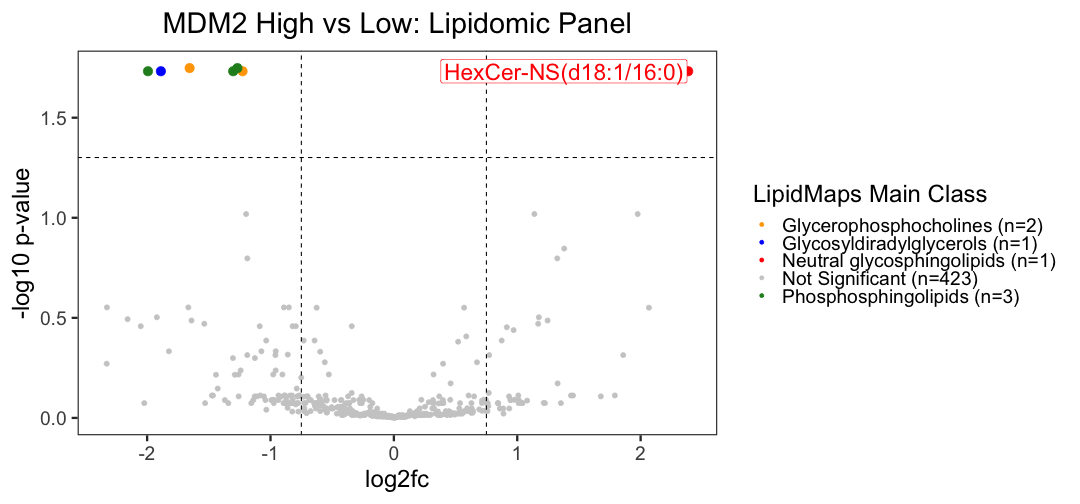 MDM2 High vs Low: Lipidomic Panel
HexCer-NS(d18:1/16:0)
-log10 p-value
1.5
1.0
0.5
0.0
-2
-1
0
1
2
log2fc
LipidMaps Main Class
Glycerophosphocholines (n=2)
Glycosyldiradylglycerols (n=1)
Neutral glycosphingolipids (n=1)
Not Significant (n=423)
Phosphosphingolipids (n=3)